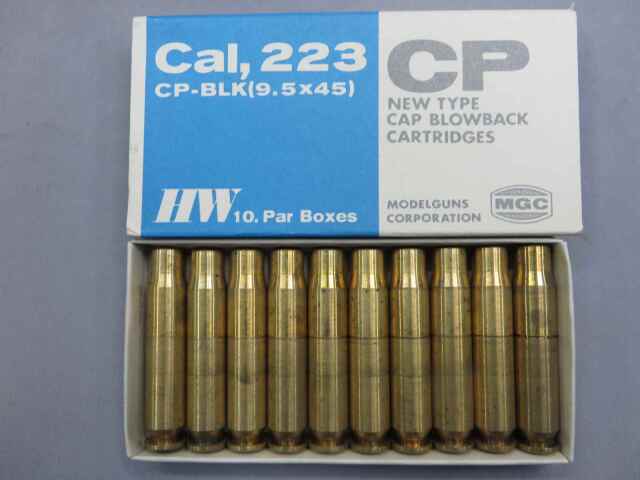 Cal, 223
CP-BLK(9.5x45)
HW 10. Par Boxes
CP
NEW TYPE
CAP BLOWBACK
CARTRIDGES
MODELGUNS
CORPORATION
MGC